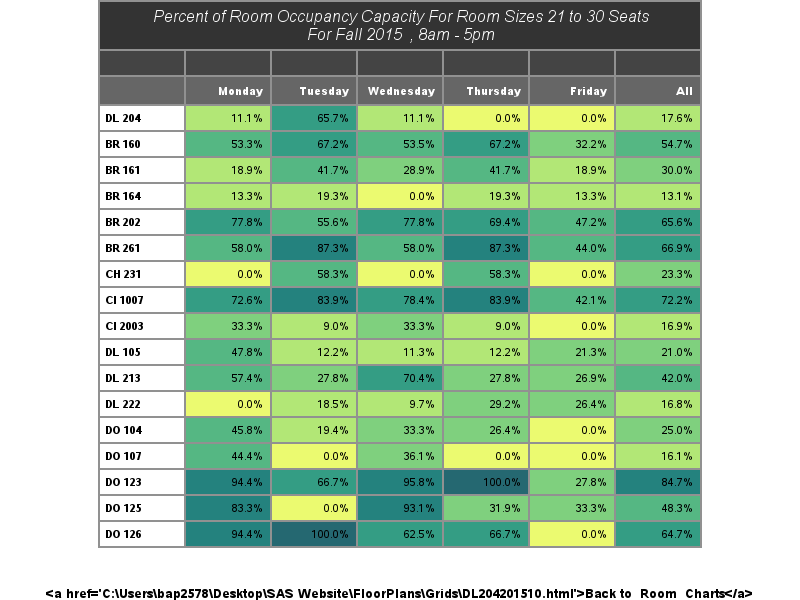 Percent of Room Occupancy Capacity For Room Sizes 21 to 30 Seats
For Fall 2015 , 8am - 5pm
Monday Tuesday Wednesday Thursday Friday All
DL 204 11.1% 65.7% 11.1% 0.0% 0.0% 17.6%
BR 160 53.3% 67.2% 53.5% 67.2% 32.2% 54.7%
BR 161 18.9% 41.7% 28.9% 41.7% 18.9% 30.0%
BR 164 13.3% 19.3% 0.0% 19.3% 13.3% 13.1%
BR 202 77.8% 55.6% 77.8% 69.4% 47.2% 65.6%
BR 261 58.0% 87.3% 58.0% 87.3% 44.0% 66.9%
CH 231 0.0% 58.3% 0.0% 58.3% 0.0% 23.3%
CI 1007 72.6% 83.9% 78.4% 83.9% 42.1% 72.2%
CI 2003 33.3% 9.0% 33.3% 9.0% 0.0% 16.9%
DL 105 47.8% 12.2% 11.3% 12.2% 21.3% 21.0%
DL 213 57.4% 27.8% 70.4% 27.8% 26.9% 42.0%
DL 222 0.0% 18.5% 9.7% 29.2% 26.4% 16.8%
DO 104 45.8% 19.4% 33.3% 26.4% 0.0% 25.0%
DO 107 44.4% 0.0% 36.1% 0.0% 0.0% 16.1%
DO 123 94.4% 66.7% 95.8% 100.0% 27.8% 84.7%
DO 125 83.3% 0.0% 93.1% 31.9% 33.3% 48.3%
DO 126 94.4% 100.0% 62.5% 66.7% 0.0% 64.7%
<a href='C:\Users\bap2578\Desktop\SAS Website\FloorPlans\Grids\DL204201510.html'>Back to Room Charts</a>